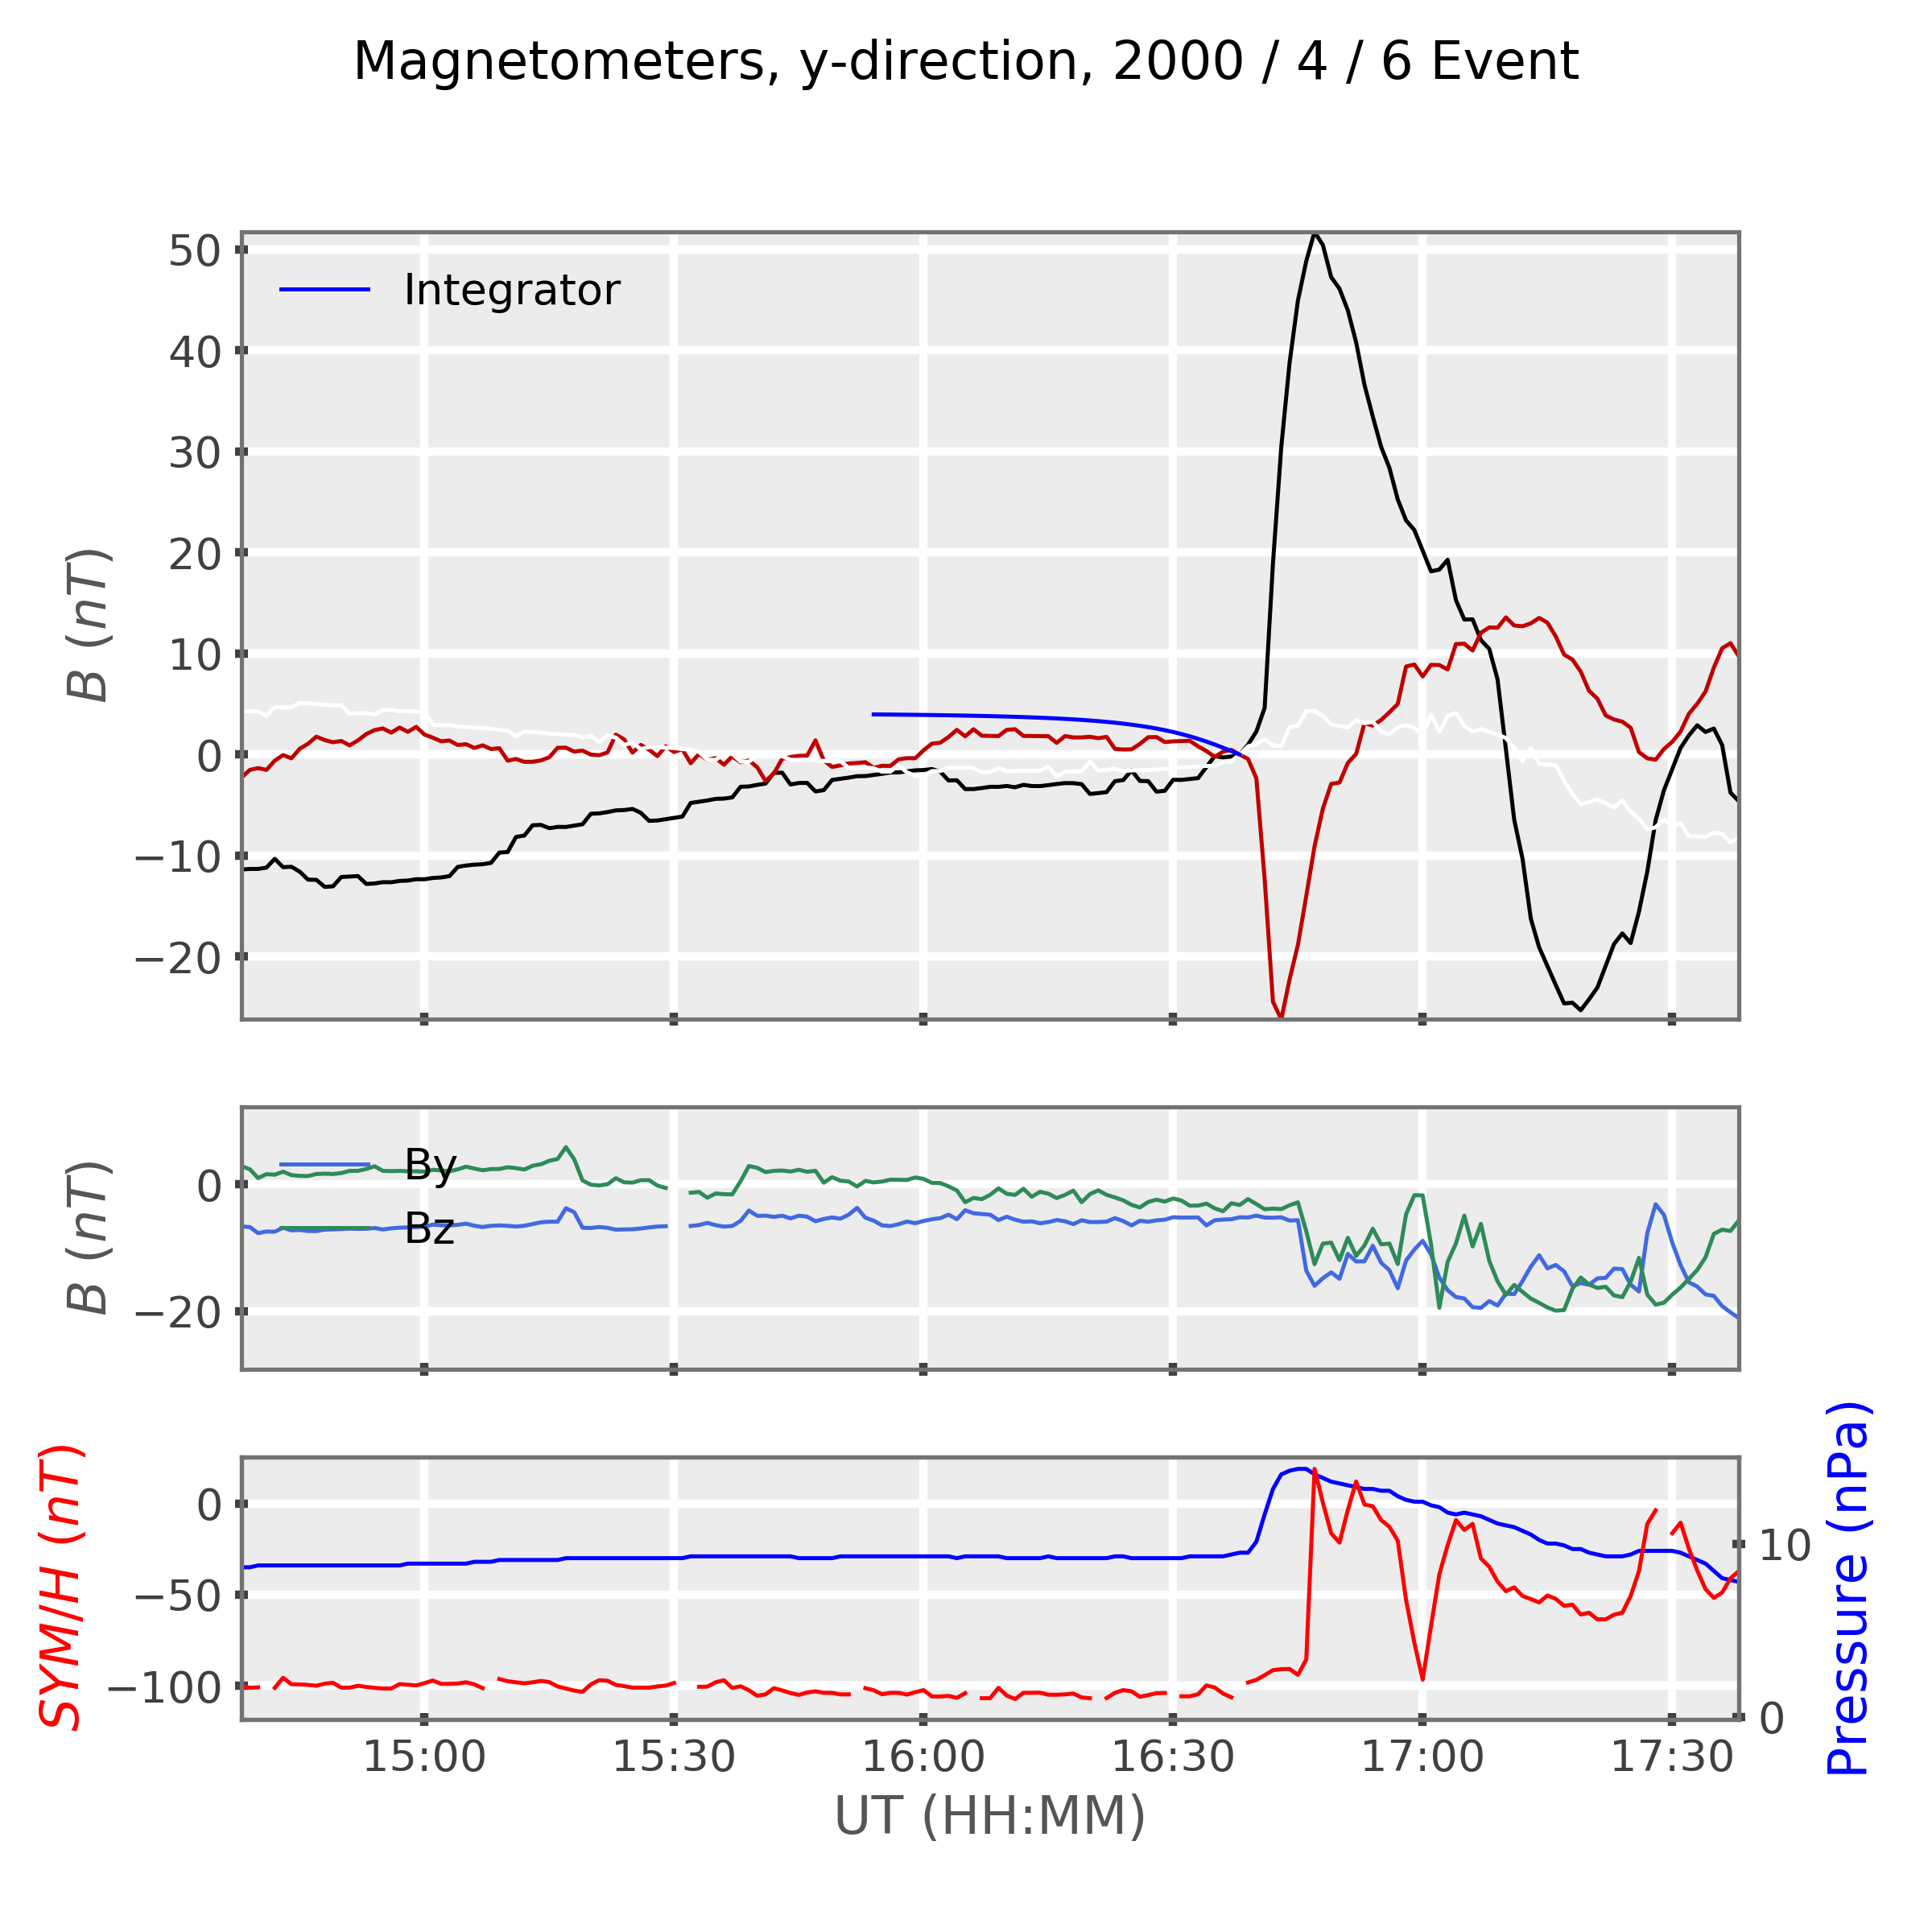 Magnetometers, y-direction, 2000 / 4 / 6 Event
50
40
30
20
10
0
−10
−20
B (nT)
Integrator
0
−20
B (nT)
By
Bz
0
−50
−100
SYM/H (nT)
10
0
Pressure (nPa)
15:00 15:30 16:00 16:30 17:00 17:30
UT (HH:MM)